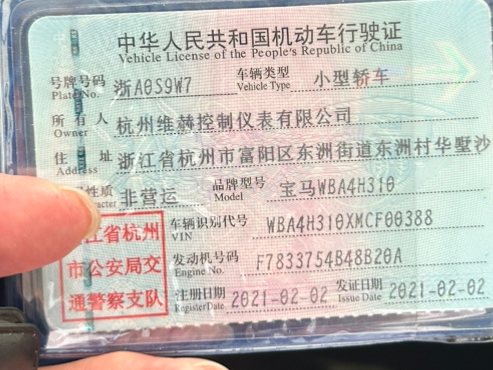 中华人民共和国机动车行驶证
Vehicle License of the People's Republic of China
号牌号码 浙A0S9W7 车辆类型 小型轿车
Plate No. Vehicle Type
所有人 杭州维赫控制仪表有限公司
Owner
住址 浙江省杭州市富阳区东洲街道东洲村华墅沙
性质 非营运 品牌型号 宝马WBA4H310
aracter Model
江省杭州
市公安局交
通警察支队
车辆识别代号 WBA4H310XMCF00388
VIN
发动机号码 F7833754B48B20A
Engine No.
注册日期 2021-02-02 发证日期 2021-02-02
Register Date Issue Date